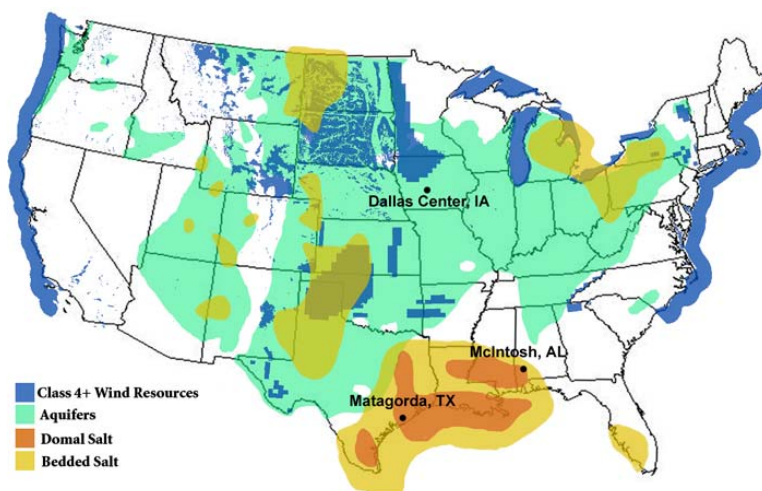 Dallas Center, IA
McIntosh, AL
Matagorda, TX
Class 4+ Wind Resources
Aquifers
Domal Salt
Bedded Salt